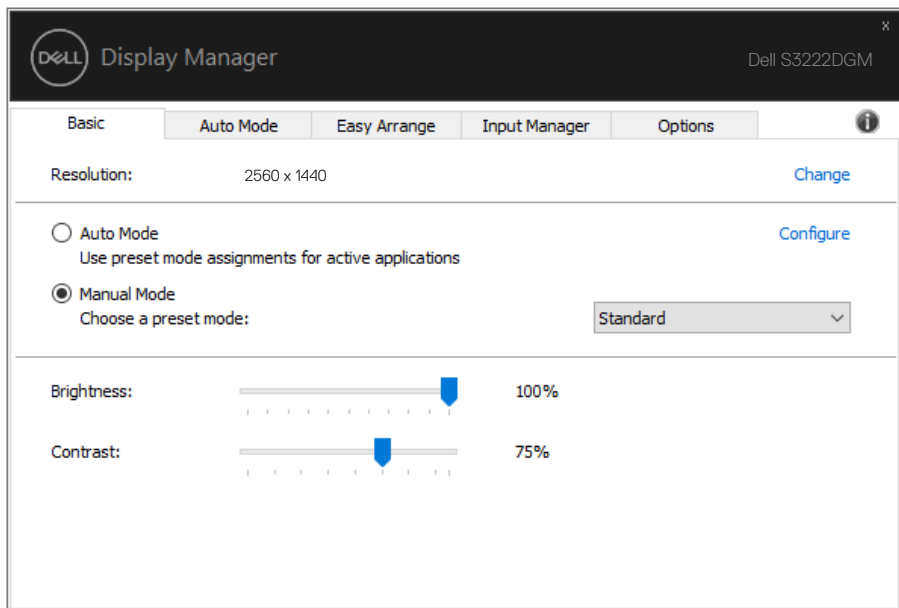 x
DELL Display Manager
Dell S3222DGM
Basic Auto Mode Easy Arrange Input Manager Options i
Resolution: 2560 x 1440 Change
Auto Mode Configure
Use preset mode assignments for active applications
Manual Mode
Choose a preset mode: Standard
Brightness: 100%
Contrast: 75%